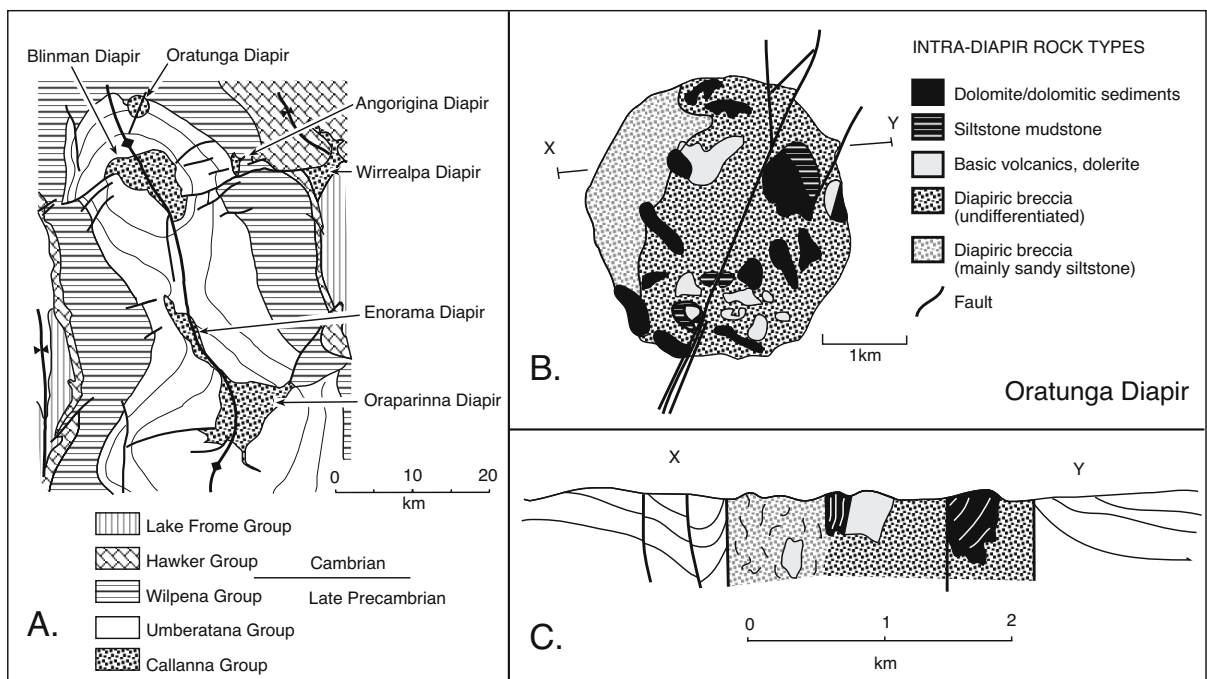 Blinman Diapir
Oratunga Diapir
Angorigina Diapir
Wirrealpa Diapir
Enorama Diapir
Oraparinna Diapir
0 10 20
km
Lake Frome Group
Hawker Group
Cambrian
Wilpena Group
Late Precambrian
Umberatana Group
Callanna Group
A.
X
Y
INTRA-DIAPIR ROCK TYPES
Dolomite/dolomitic sediments
Siltstone mudstone
Basic volcanics, dolerite
Diapiric breccia
(undifferentiated)
Diapiric breccia
(mainly sandy siltstone)
Fault
1km
B.
Oratunga Diapir
X
Y
C.
0 1 2
km